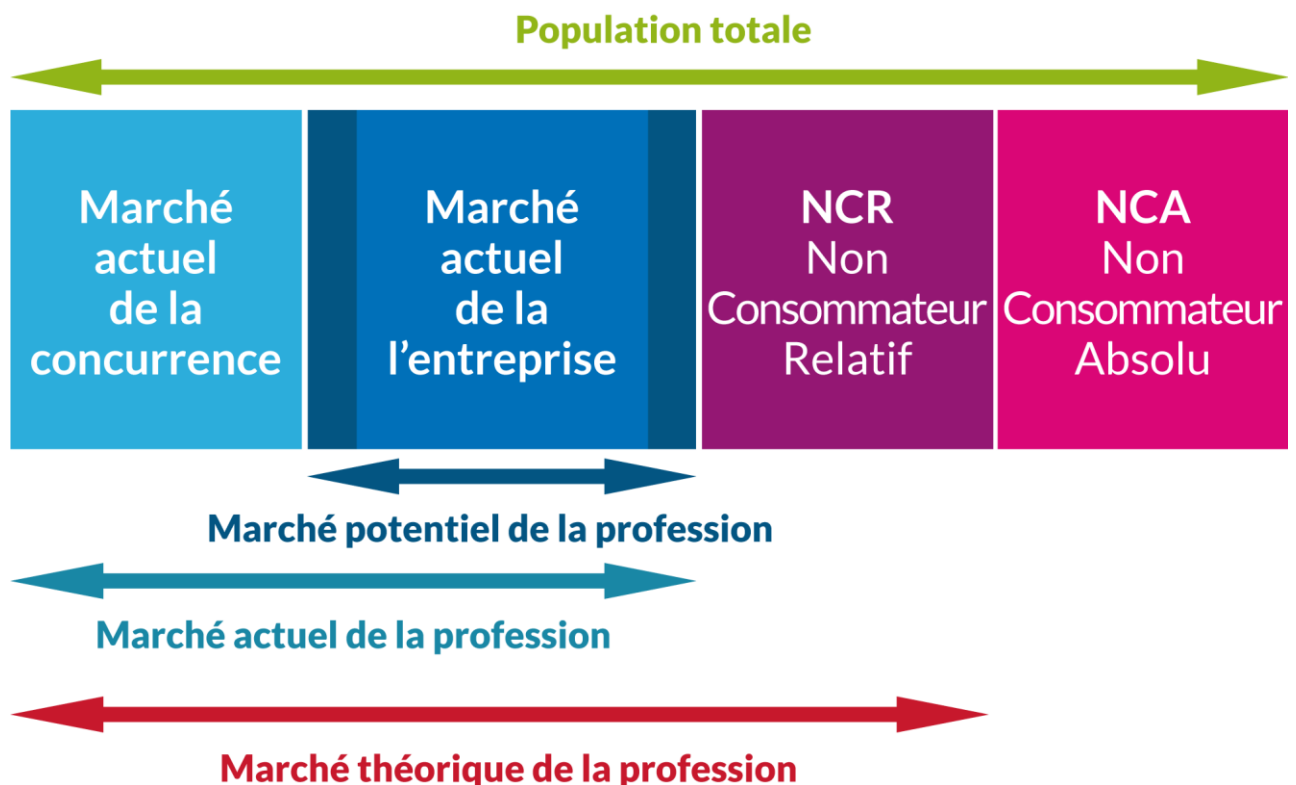 Population totale
Marché
actuel
de la
concurrence
Marché
actuel
de la
l'entreprise
NCR
Non
Consommateur
Relatif
NCA
Non
Consommateur
Absolu
Marché potentiel de la profession
Marché actuel de la profession
Marché théorique de la profession